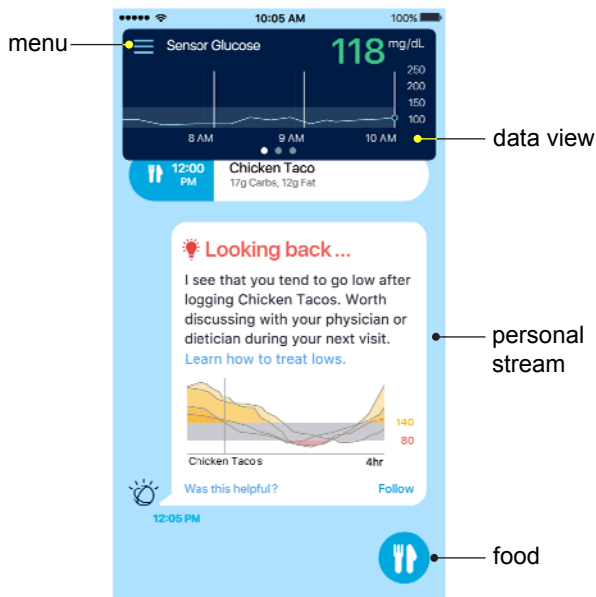 10:05 AM
100%
menu
Sensor Glucose
118 mg/dL
250
200
150
100
8 AM
9 AM
10 AM
data view
12:00
PM
Chicken Taco
17g Carbs, 12g Fat
Looking back ...
I see that you tend to go low after
logging Chicken Tacos. Worth
discussing with your physician or
dietician during your next visit.
Learn how to treat lows.
personal
stream
140
80
Chicken Tacos
4hr
Was this helpful?
Follow
12:05 PM
food